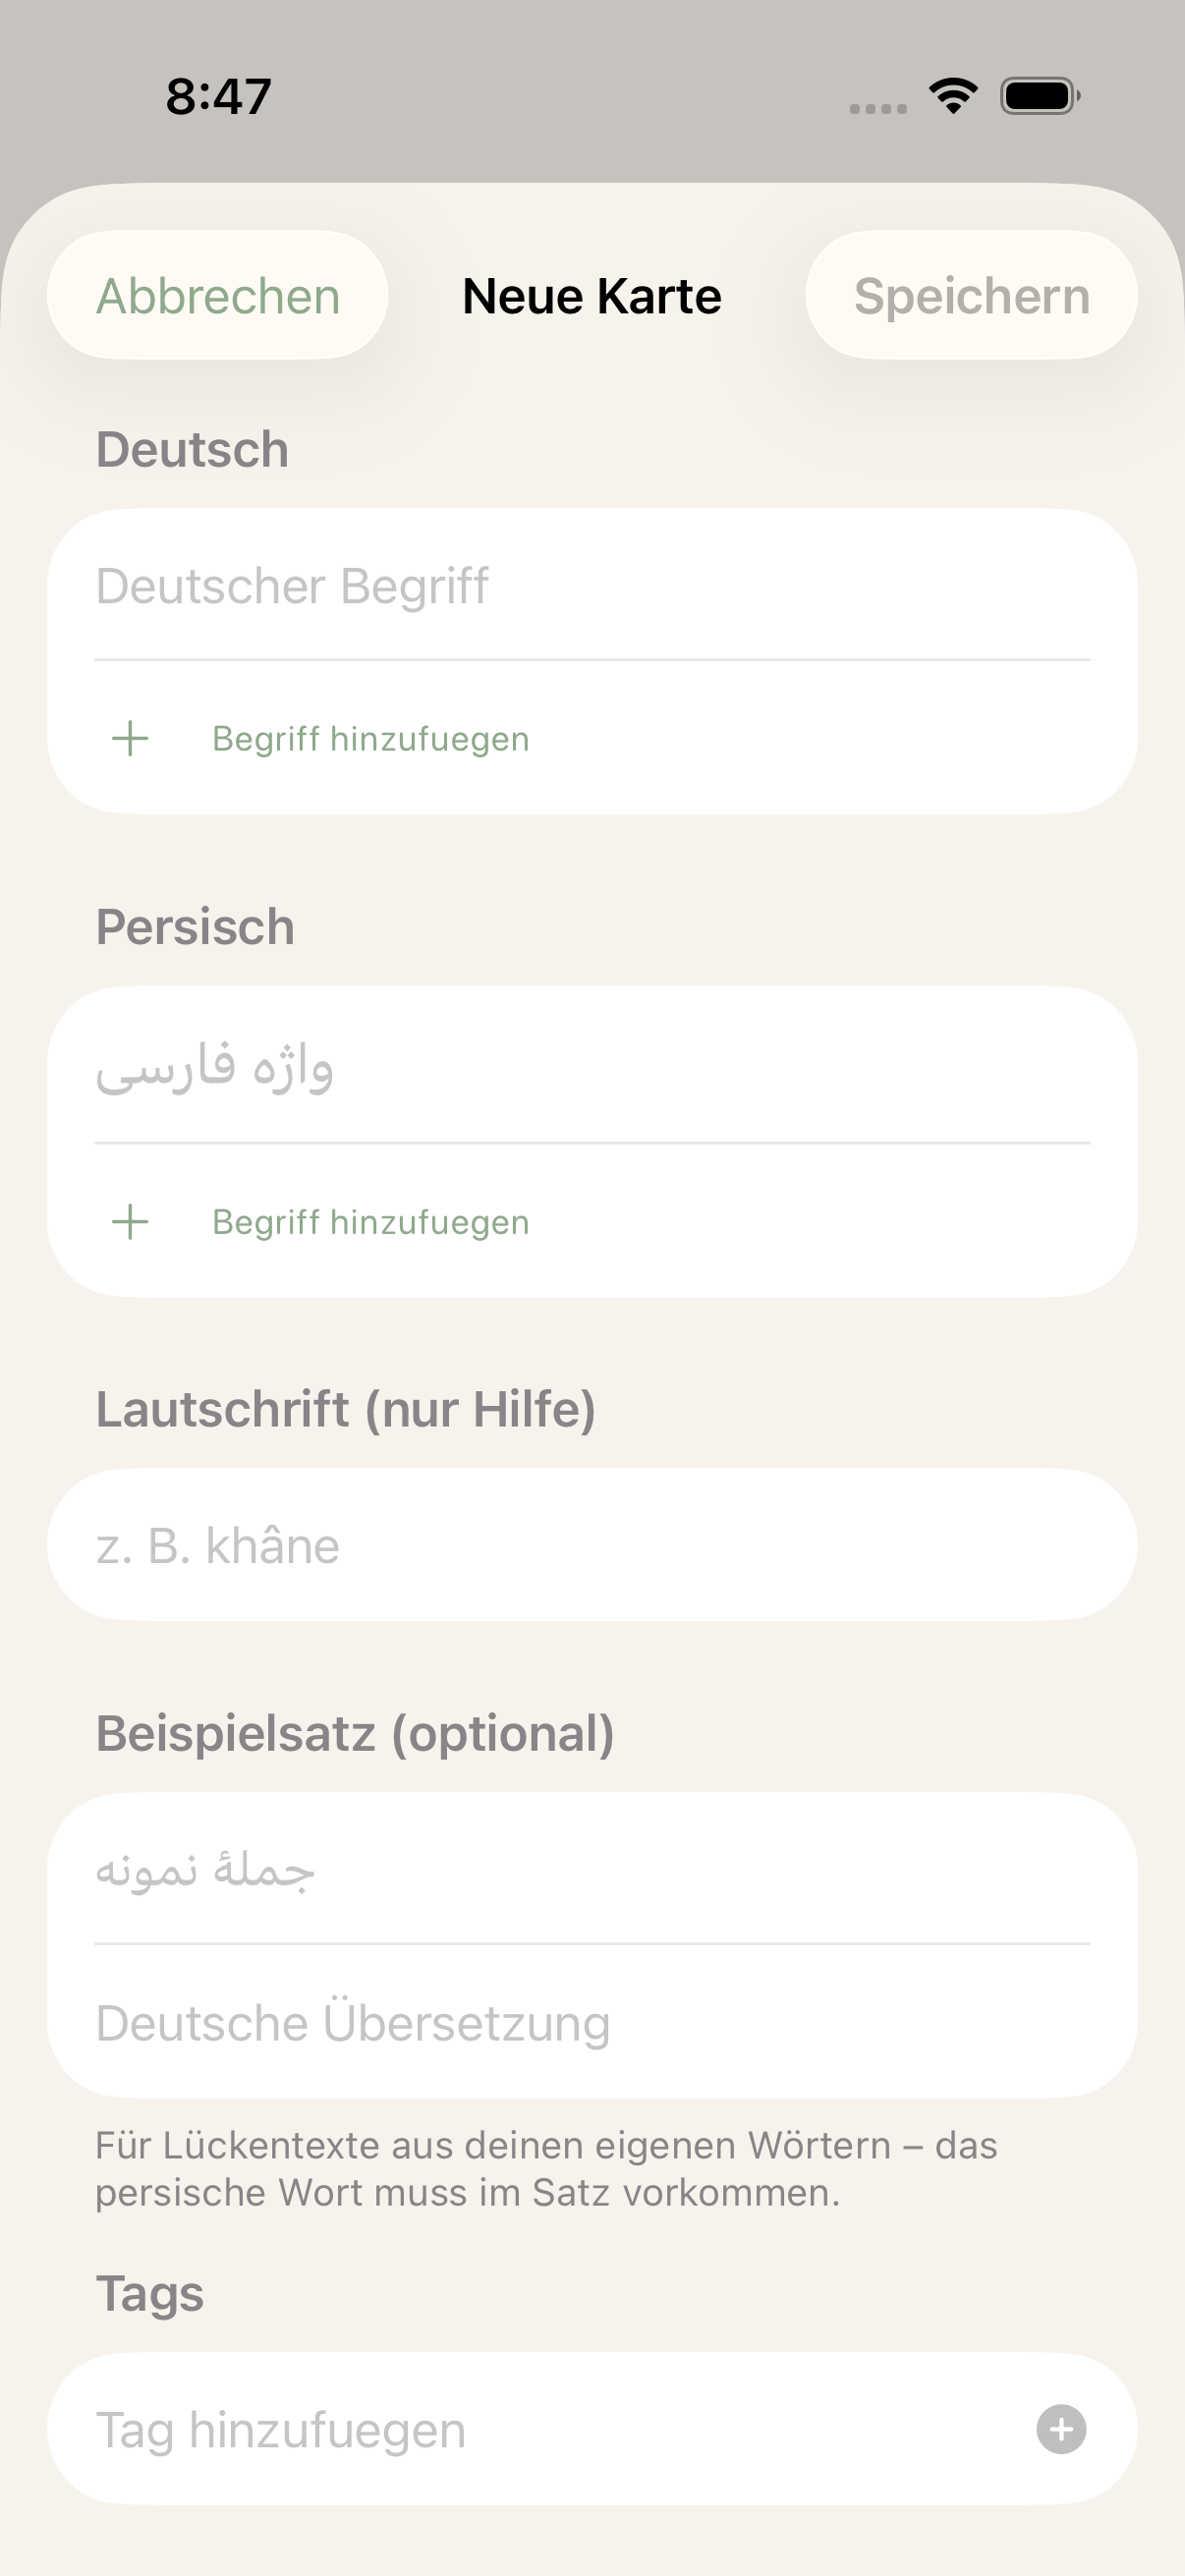 8:47
Abbrechen
Neue Karte
Speichern
Deutsch
Deutscher Begriff
Begriff hinzufuegen
Persisch
واژه فارسی
Begriff hinzufuegen
Lautschrift (nur Hilfe)
z. B. khâne
Beispielsatz (optional)
جملهٔ نمونه
Deutsche Übersetzung
Für Lückentexte aus deinen eigenen Wörtern – das
persische Wort muss im Satz vorkommen.
Tags
Tag hinzufuegen